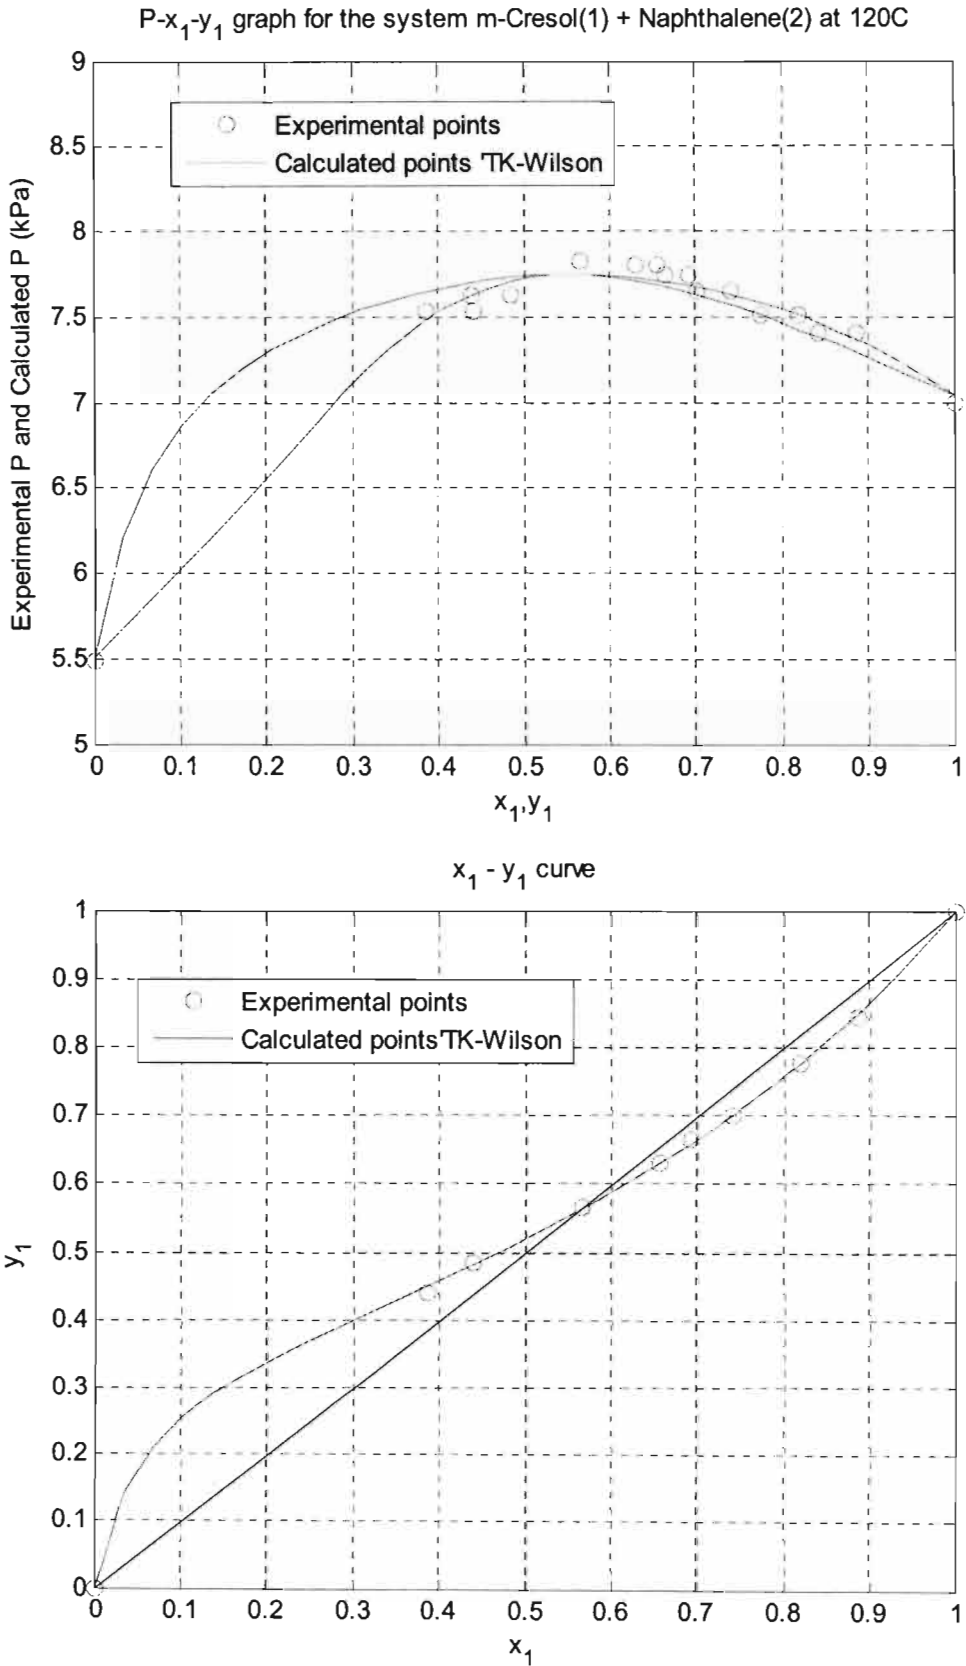 P-x1-y1 graph for the system m-Cresol(1) + Naphthalene(2) at 120C
9
8.5
8
7.5
7
6.5
6
5.5
5
Experimental P and Calculated P (kPa)
Experimental points
Calculated points 'TK-Wilson
0 0.1 0.2 0.3 0.4 0.5 0.6 0.7 0.8 0.9 1
x1,y1
x1 - y1 curve
1
0.9
0.8
0.7
0.6
0.5
0.4
0.3
0.2
0.1
0
y1
Experimental points
Calculated points'TK-Wilson
0 0.1 0.2 0.3 0.4 0.5 0.6 0.7 0.8 0.9 1
x1